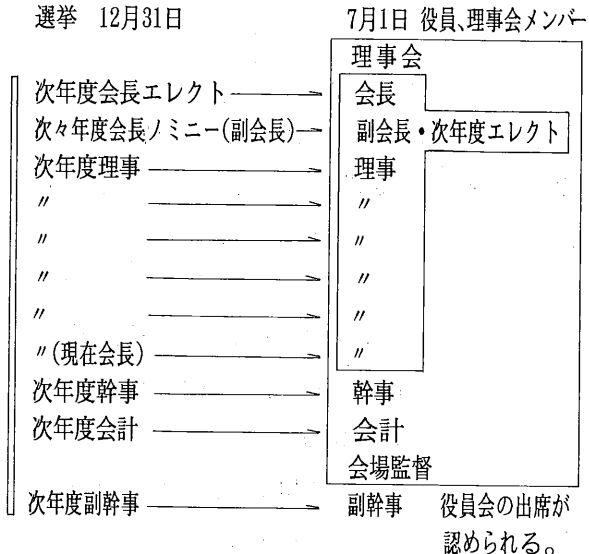 選挙 12月31日 7月1日 役員、理事会メンバー
理事会
次年度会長エレクト 会長
次々年度会長ノミニー(副会長) 副会長・次年度エレクト
次年度理事 理事
〃 〃
〃 〃
〃 〃
〃 〃
〃(現在会長) 〃
次年度幹事 幹事
次年度会計 会計
会場監督
次年度副幹事 副幹事 役員会の出席が
認められる。